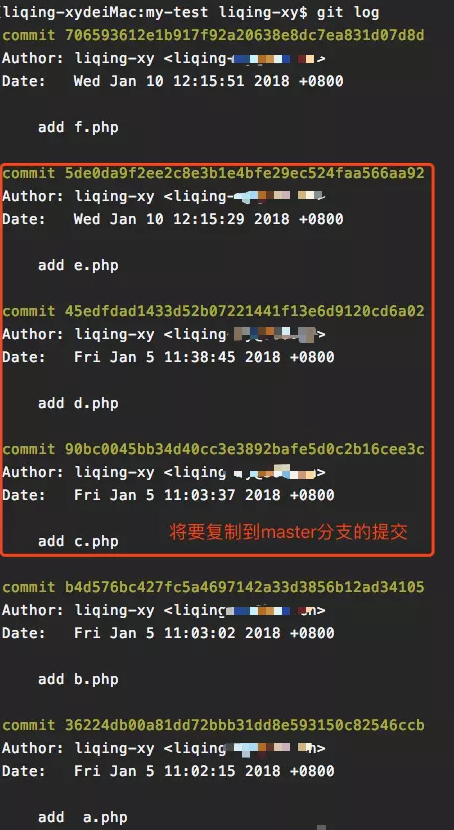 (liqing-xydeiMac:my-test liqing-xy$ git log
commit 706593612e1b917f92a20638e8dc7ea831d07d8d
Author: liqing-xy <liqing-
Date:   Wed Jan 10 12:15:51 2018 +0800
add f.php
commit 5de0da9f2ee2c8e3b1e4bfe29ec524faa566aa92
Author: liqing-xy <liqing-
Date:   Wed Jan 10 12:15:29 2018 +0800
add e.php
commit 45edfdad1433d52b07221441f13e6d9120cd6a02
Author: liqing-xy <liqing
Date:   Fri Jan 5 11:38:45 2018 +0800
add d.php
commit 90bc0045bb34d40cc3e3892bafe5d0c2b16cee3c
Author: liqing-xy <liqing
Date:   Fri Jan 5 11:03:37 2018 +0800
将要复制到master分支的提交
add c.php
commit b4d576bc427fc5a4697142a33d3856b12ad34105
Author: liqing-xy <liqing
Date:   Fri Jan 5 11:03:02 2018 +0800
add b.php
commit 36224db00a81dd72bbb31dd8e593150c82546ccb
Author: liqing-xy <liqing
Date:   Fri Jan 5 11:02:15 2018 +0800
add  a.php